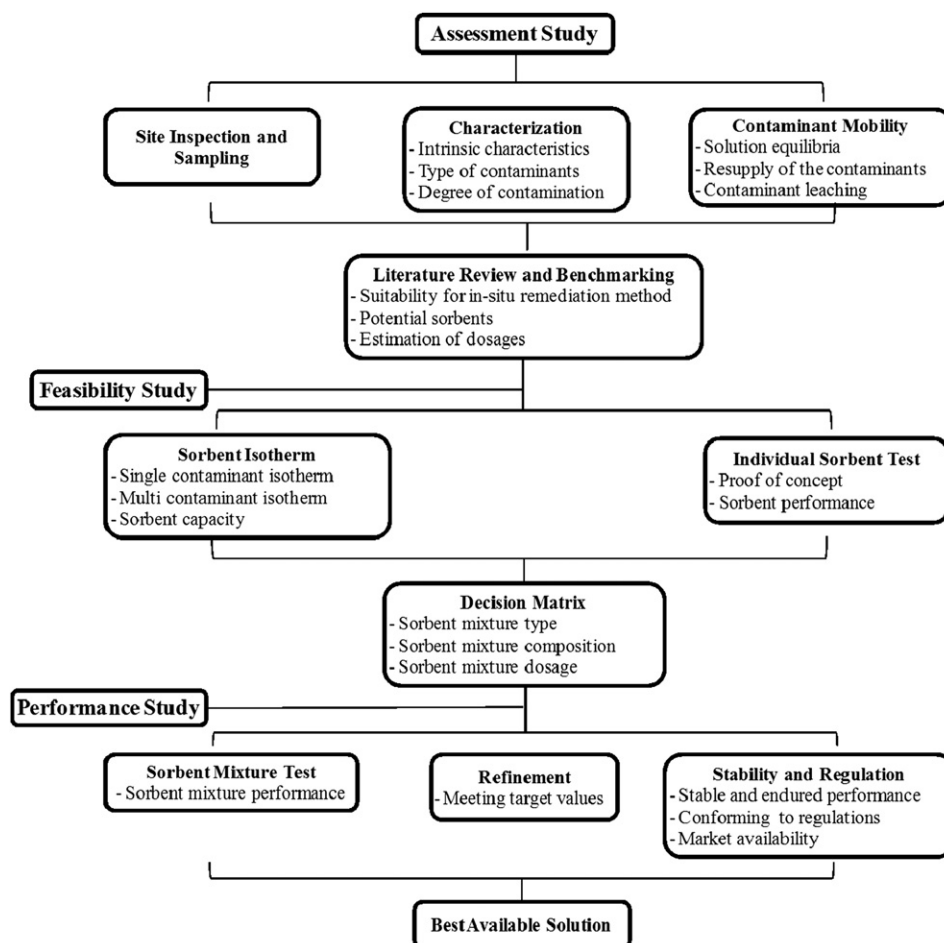 Assessment Study
Site Inspection and
Sampling
Characterization
- Intrinsic characteristics
- Type of contaminants
- Degree of contamination
Contaminant Mobility
- Solution equilibria
- Resupply of the contaminants
- Contaminant leaching
Literature Review and Benchmarking
- Suitability for in-situ remediation method
- Potential sorbents
- Estimation of dosages
Feasibility Study
Sorbent Isotherm
- Single contaminant isotherm
- Multi contaminant isotherm
- Sorbent capacity
Individual Sorbent Test
- Proof of concept
- Sorbent performance
Decision Matrix
- Sorbent mixture type
- Sorbent mixture composition
- Sorbent mixture dosage
Performance Study
Sorbent Mixture Test
- Sorbent mixture performance
Refinement
- Meeting target values
Stability and Regulation
- Stable and endured performance
- Conforming to regulations
- Market availability
Best Available Solution